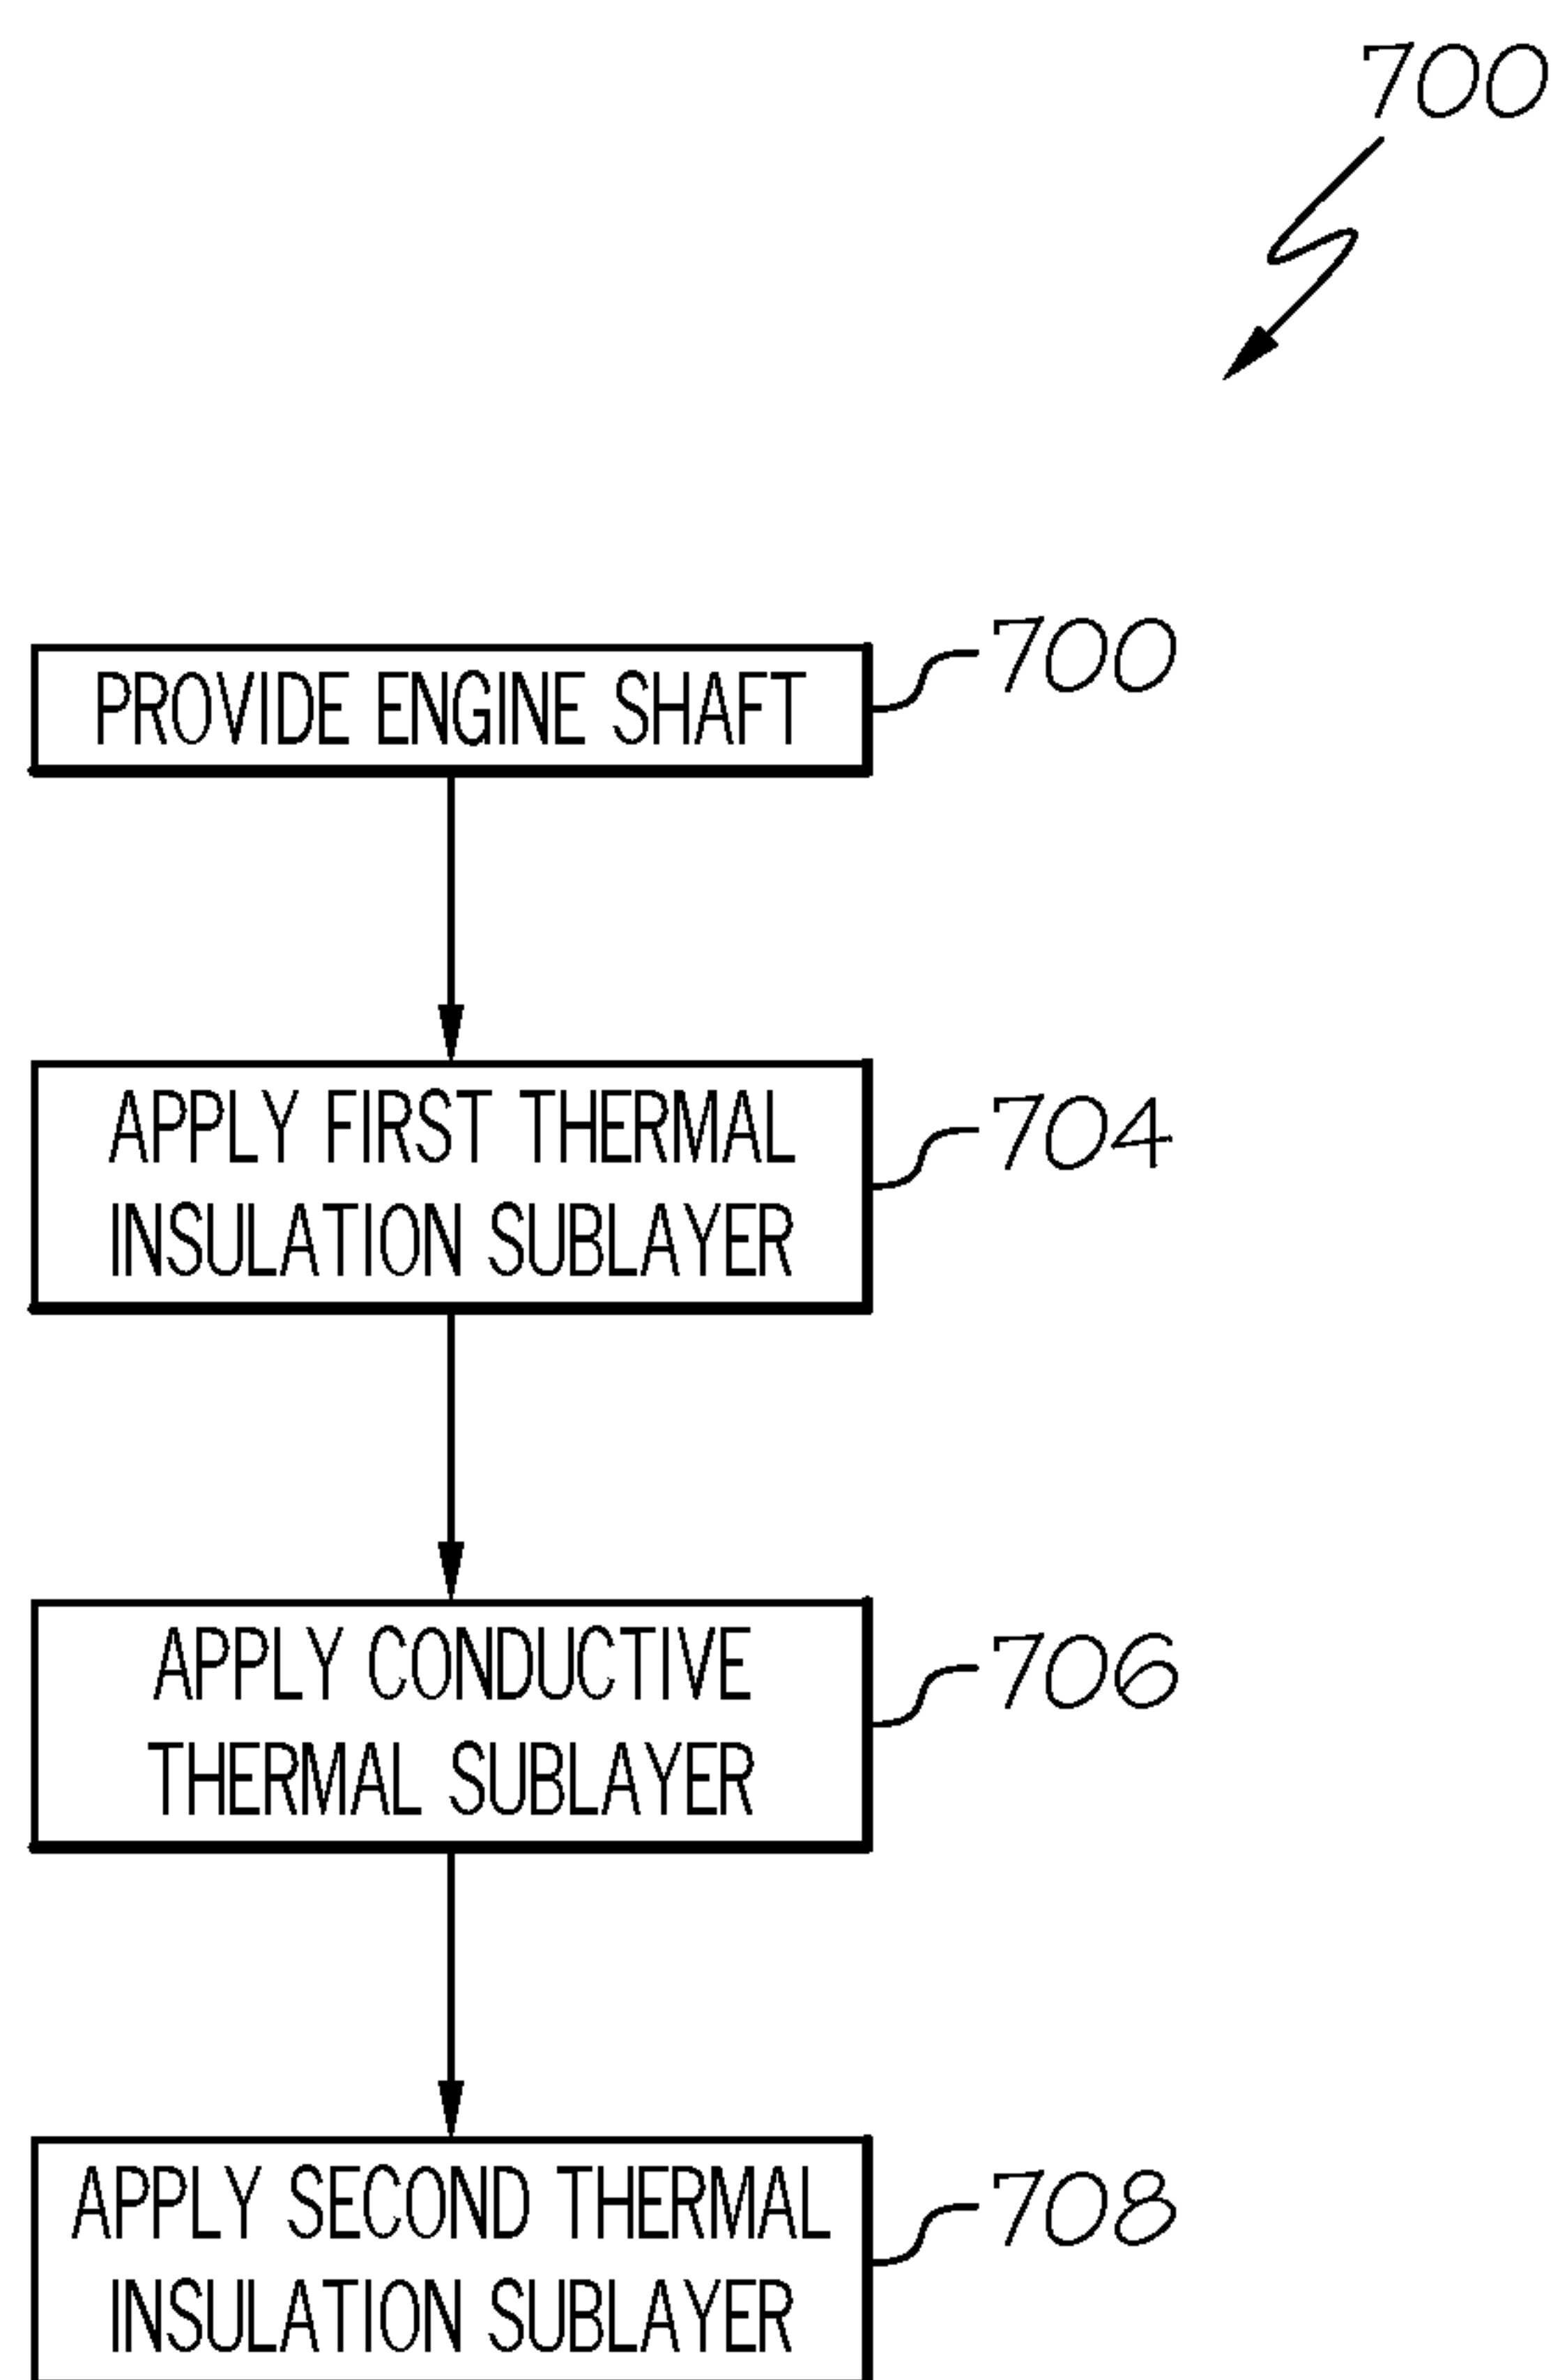 700
PROVIDE ENGINE SHAFT
700
APPLY FIRST THERMAL
INSULATION SUBLAYER
704
APPLY CONDUCTIVE
THERMAL SUBLAYER
706
APPLY SECOND THERMAL
INSULATION SUBLAYER
708